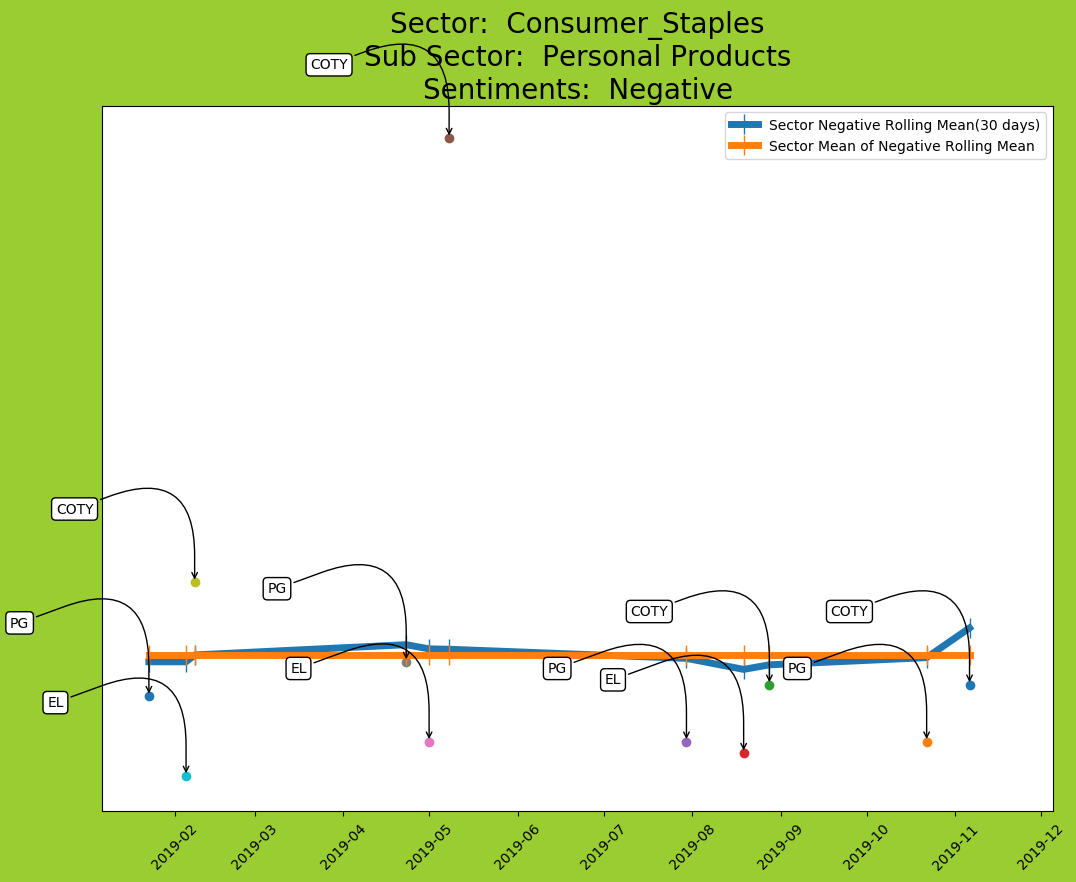 Sector:  Consumer_Staples
Sub Sector:  Personal Products
Sentiments:  Negative
COTY
Sector Negative Rolling Mean(30 days)
Sector Mean of Negative Rolling Mean
COTY
PG
PG
COTY
COTY
EL
PG
PG
EL
EL
2019-02
2019-03
2019-04
2019-05
2019-06
2019-07
2019-08
2019-09
2019-10
2019-11
2019-12